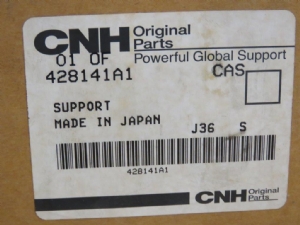 CNH Original
Parts
Powerful Global Support
01 OF
428141A1 CAS
SUPPORT
MADE IN JAPAN J36 S
428141A1
CNH Original
Parts